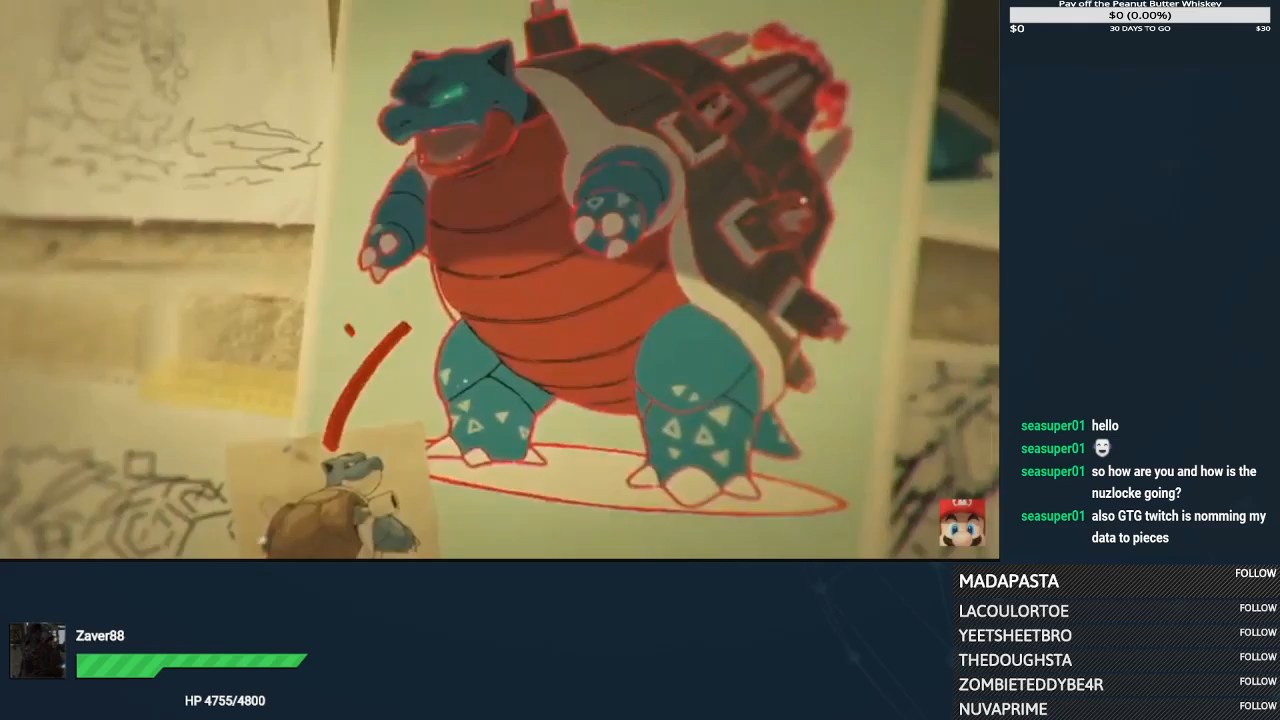 Pay off the Peanut Butter Whiskey
$0 (0.00%)
$0 30 DAYS TO GO $30
seasuper01 hello
seasuper01
seasuper01 so how are you and how is the
nuzlocke going?
seasuper01 also GTG twitch is nomming my
data to pieces
MADAPASTA FOLLOW
LACOULORTOE FOLLOW
YEETSHEETBRO FOLLOW
THEDOUGHSTA FOLLOW
ZOMBIETEDDYBE4R FOLLOW
NUVAPRIME FOLLOW
Zaver88
HP 4755/4800